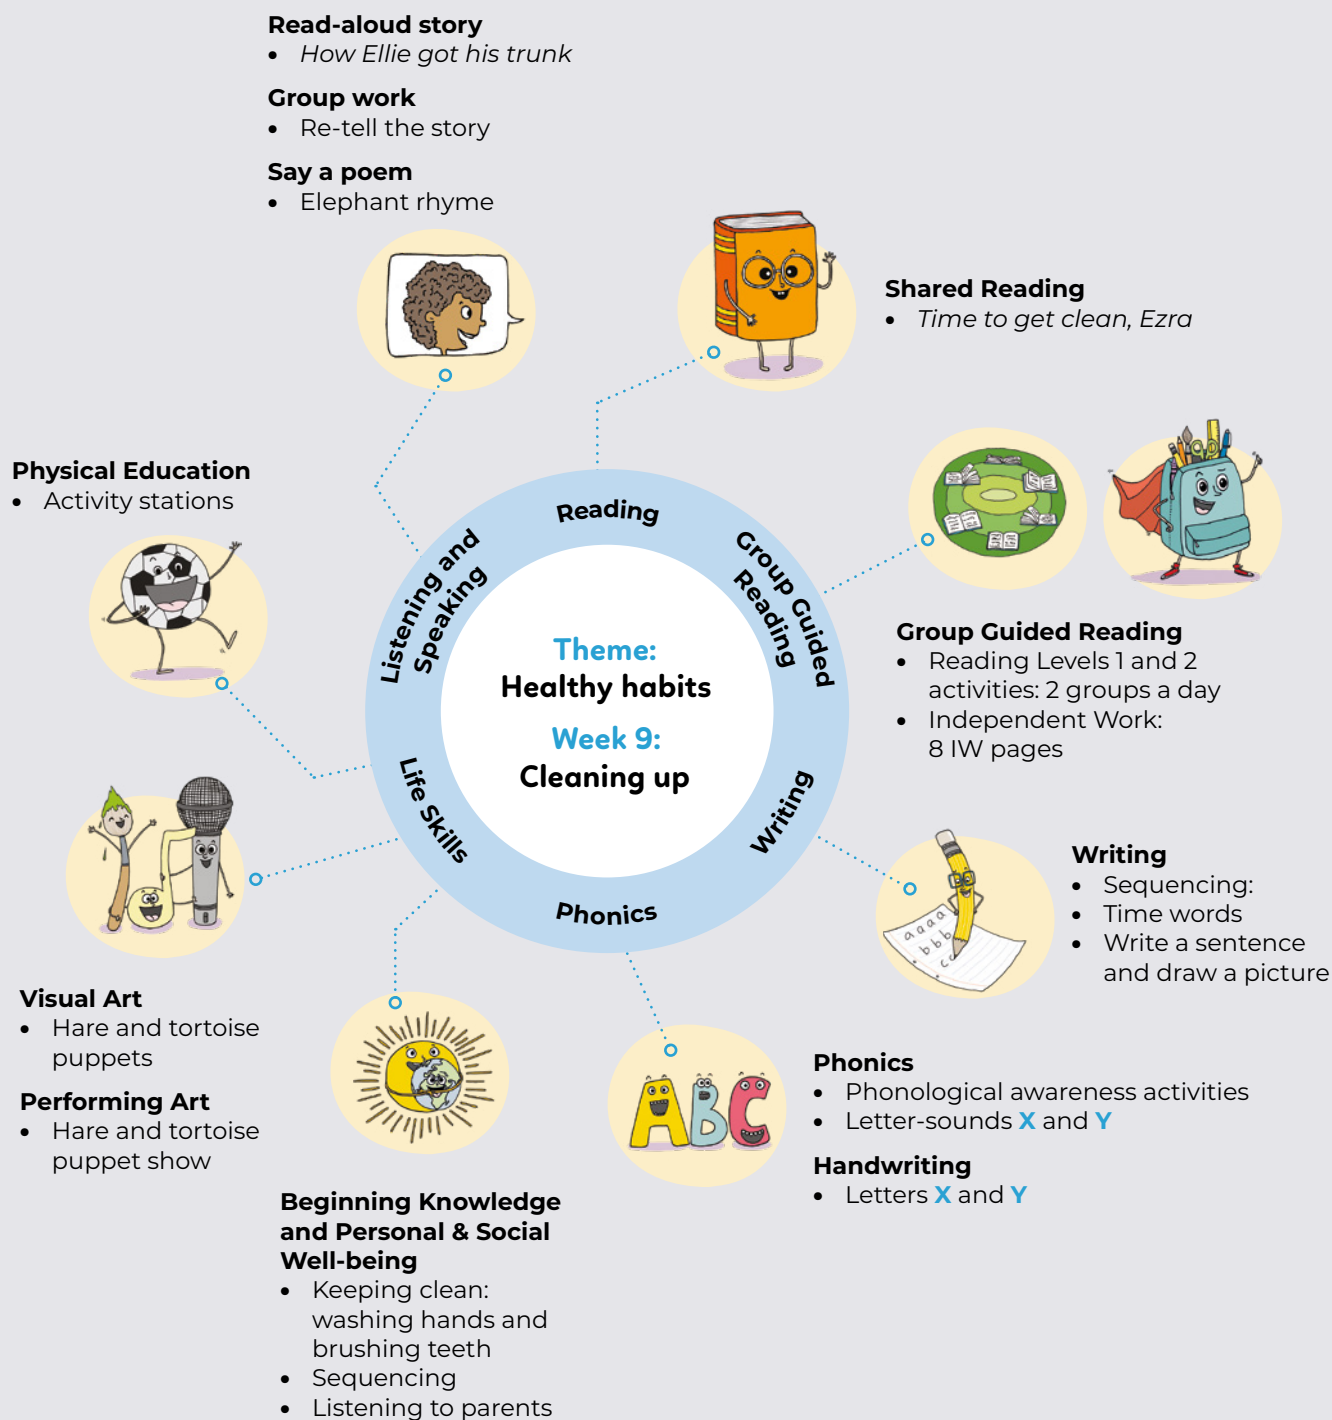 Read-aloud story
• How Ellie got his trunk
Group work
• Re-tell the story
Say a poem
• Elephant rhyme
Shared Reading
• Time to get clean, Ezra
Physical Education
• Activity stations
Group Guided Reading
• Reading Levels 1 and 2
activities: 2 groups a day
• Independent Work:
8 IW pages
Reading
Group Guided
Reading
Listening and
Speaking
Theme:
Healthy habits
Week 9:
Cleaning up
Life Skills
Writing
Phonics
Writing
• Sequencing:
• Time words
• Write a sentence
and draw a picture
aaaa
bbb
cc
Visual Art
• Hare and tortoise
puppets
Performing Art
• Hare and tortoise
puppet show
ABC
Phonics
• Phonological awareness activities
• Letter-sounds X and Y
Handwriting
• Letters X and Y
Beginning Knowledge
and Personal & Social
Well-being
• Keeping clean:
washing hands and
brushing teeth
• Sequencing
• Listening to parents